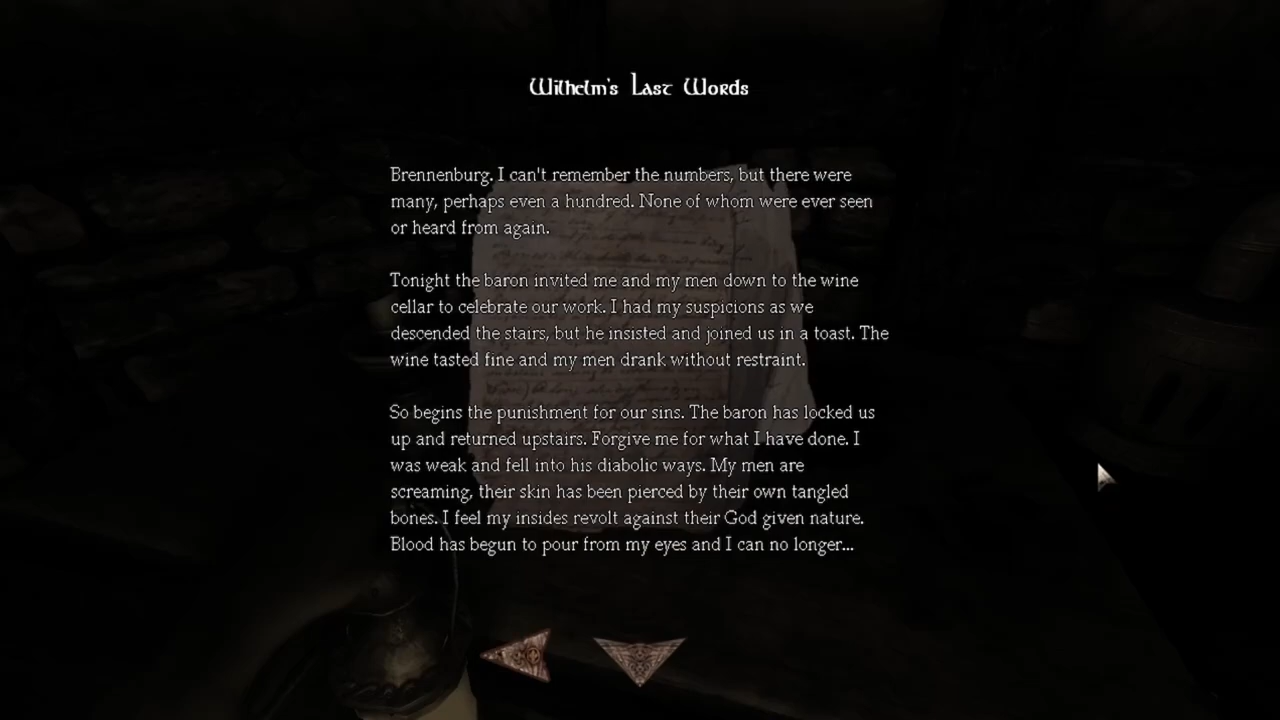 Wilhelm's Last Words
Brennenburg. I can't remember the numbers, but there were
many, perhaps even a hundred. None of whom were ever seen
or heard from again.
Tonight the baron invited me and my men down to the wine
cellar to celebrate our work. I had my suspicions as we
descended the stairs, but he insisted and joined us in a toast. The
wine tasted fine and my men drank without restraint.
So begins the punishment for our sins. The baron has locked us
up and returned upstairs. Forgive me for what I have done. I
was weak and fell into his diabolic ways. My men are
screaming, their skin has been pierced by their own tangled
bones. I feel my insides revolt against their God given nature.
Blood has begun to pour from my eyes and I can no longer...